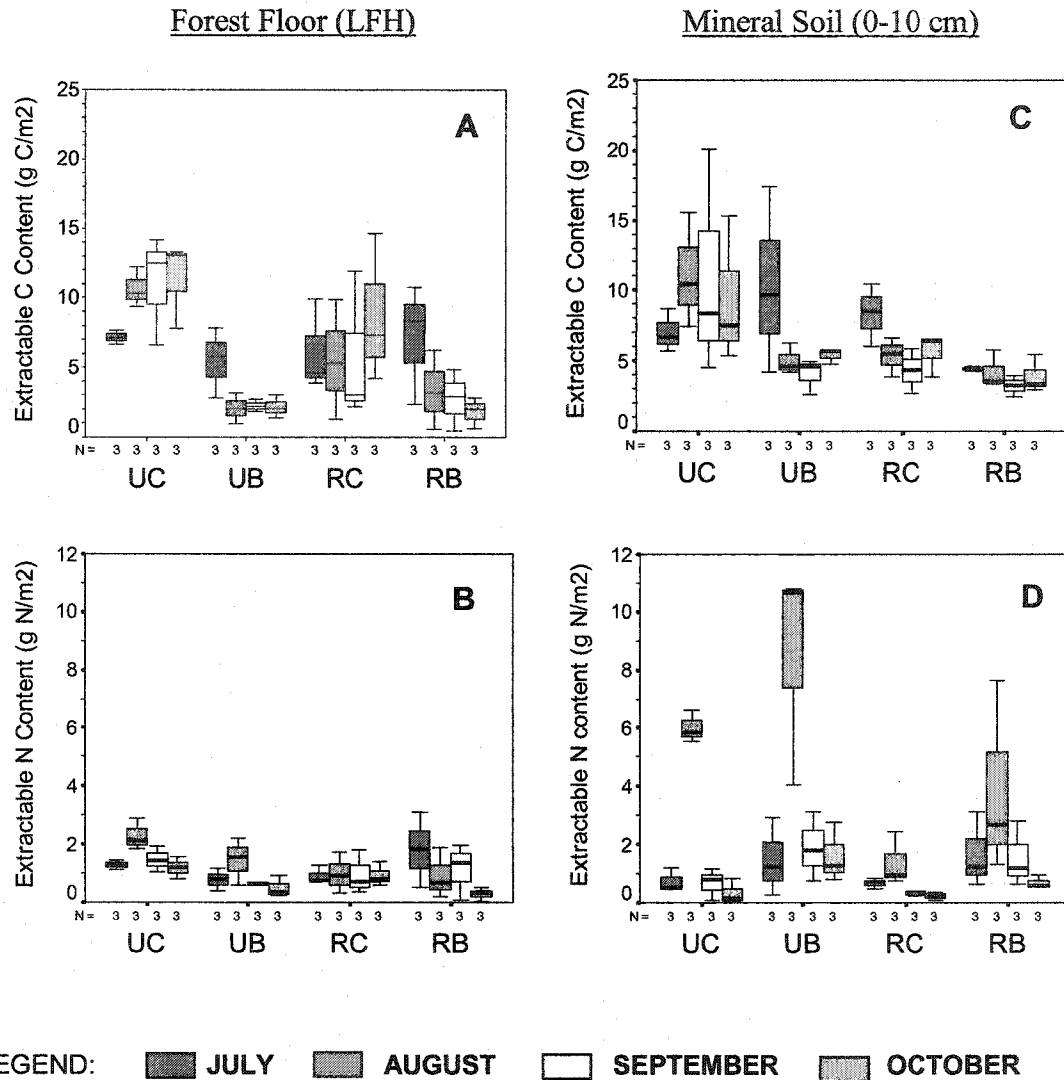 Forest Floor (LFH)
Mineral Soil (0-10 cm)
Extractable C Content (g C/m2)
25
20
15
10
5
0
A
N = 3 3 3 3 3 3 3 3 3 3 3 3 3 3 3 3
UC UB RC RB
Extractable C Content (g C/m2)
25
20
15
10
5
0
C
N = 3 3 3 3 3 3 3 3 3 3 3 3 3 3 3 3
UC UB RC RB
Extractable N Content (g N/m2)
12
10
8
6
4
2
0
B
N = 3 3 3 3 3 3 3 3 3 3 3 3 3 3 3 3
UC UB RC RB
Extractable N content (g N/m2)
12
10
8
6
4
2
0
D
N = 3 3 3 3 3 3 3 3 3 3 3 3 3 3 3 3
UC UB RC RB
EGEND: JULY AUGUST SEPTEMBER OCTOBER